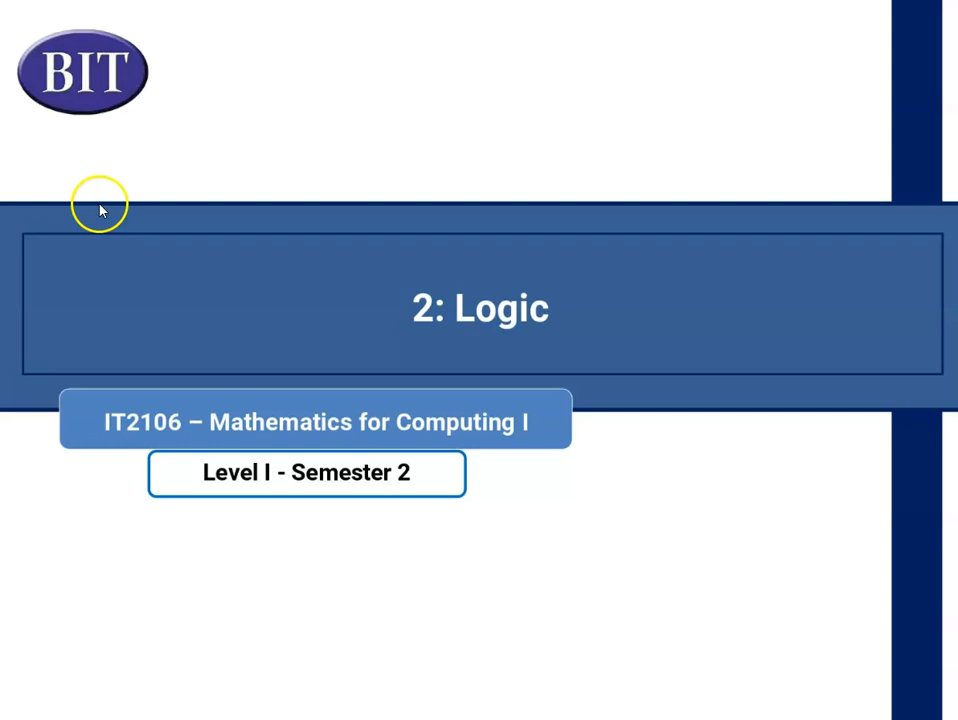 BIT
2: Logic
IT2106 – Mathematics for Computing I
Level I - Semester 2